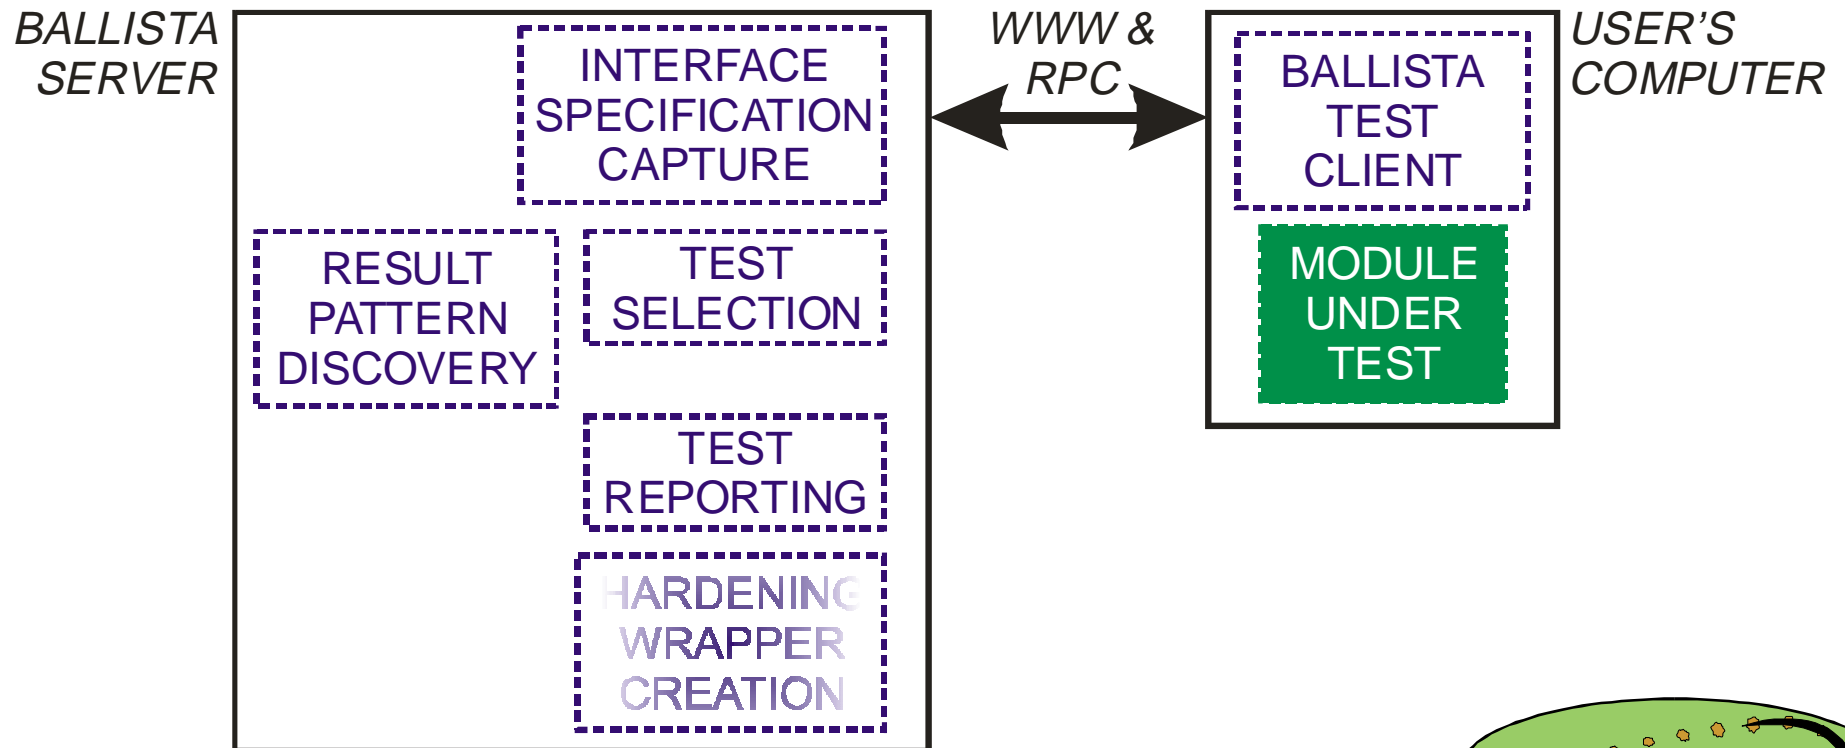 BALLISTA
SERVER
INTERFACE
SPECIFICATION
CAPTURE
RESULT
PATTERN
DISCOVERY
TEST
SELECTION
TEST
REPORTING
HARDENING
WRAPPER
CREATION
WWW &
RPC
BALLISTA
TEST
CLIENT
MODULE
UNDER
TEST
USER'S
COMPUTER